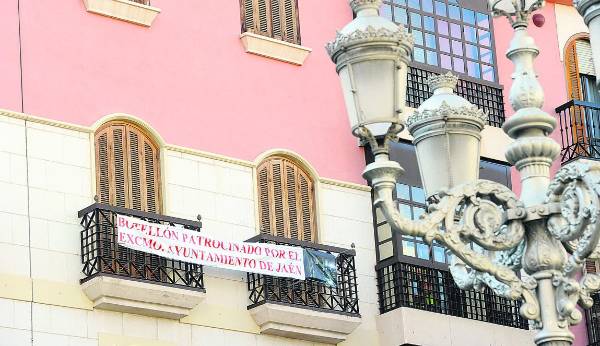 BOTELLÓN PATROCINADO POR EL
EXCMO. AYUNTAMIENTO DE JAÉN